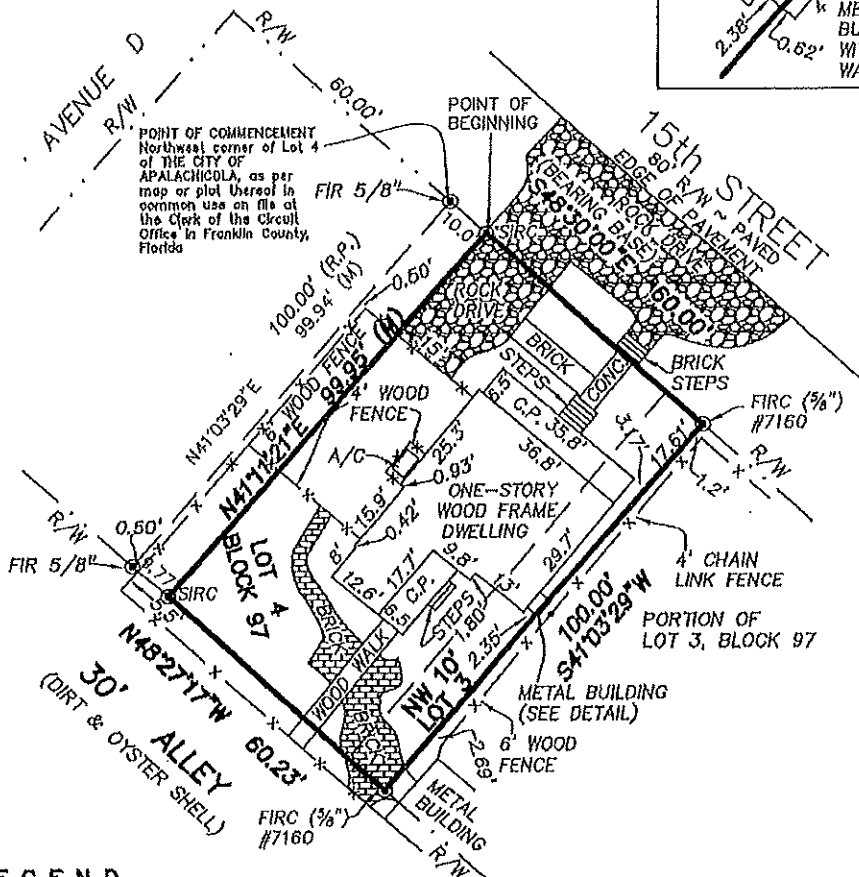 AVENUE D
R/W
R/W
60.00'
2.38'
0.62'
15th STREET
80' R/W ~ PAVED
EDGE OF PAVEMENT
(ROCK DRIVE)
(BEARING BASE)
S48°30'00"E 60.00'
POINT OF COMMENCEMENT
Northwest corner of Lot 4
of THE CITY OF
APALACHICOLA, as per
map or plat thereof in
common use on file at
the Clerk of the Circuit
Office in Franklin County,
Florida
POINT OF
BEGINNING
FIR 5/8"
10.0'
SIRC
ROCK
DRIVE
100.00' (R.P.)
99.94' (M)
0.60'
N41°03'29"E
6' WOOD FENCE
N41°11'21"E 99.95' (M)
4' WOOD
FENCE
A/C
BRICK
STEPS
CONC.
BRICK
STEPS
6.5'
C.P. 35.8'
36.8'
25.3'
0.93'
15.9'
0.42'
8'
12.6'
17.7'
9.8'
6.5'
C.P.
13'
29.7'
ONE-STORY
WOOD FRAME
DWELLING
3.17'
17.61'
1.2'
FIRC (5/8")
#7160
R/W
4' CHAIN
LINK FENCE
100.00'
S41°03'29"W
PORTION OF
LOT 3, BLOCK 97
METAL BUILDING
(SEE DETAIL)
6' WOOD
FENCE
STEPS
1.80'
2.35'
NW 10'
LOT 3
LOT 4
BLOCK 97
BRICK
WOOD WALK
BRICK
R/W
0.60'
FIR 5/8"
9.77'
5.5'
SIRC
N48°27'17"W 60.23'
30' ALLEY
(DIRT & OYSTER SHELL)
2.69'
METAL
BUILDING
FIRC (5/8")
#7160
R/W